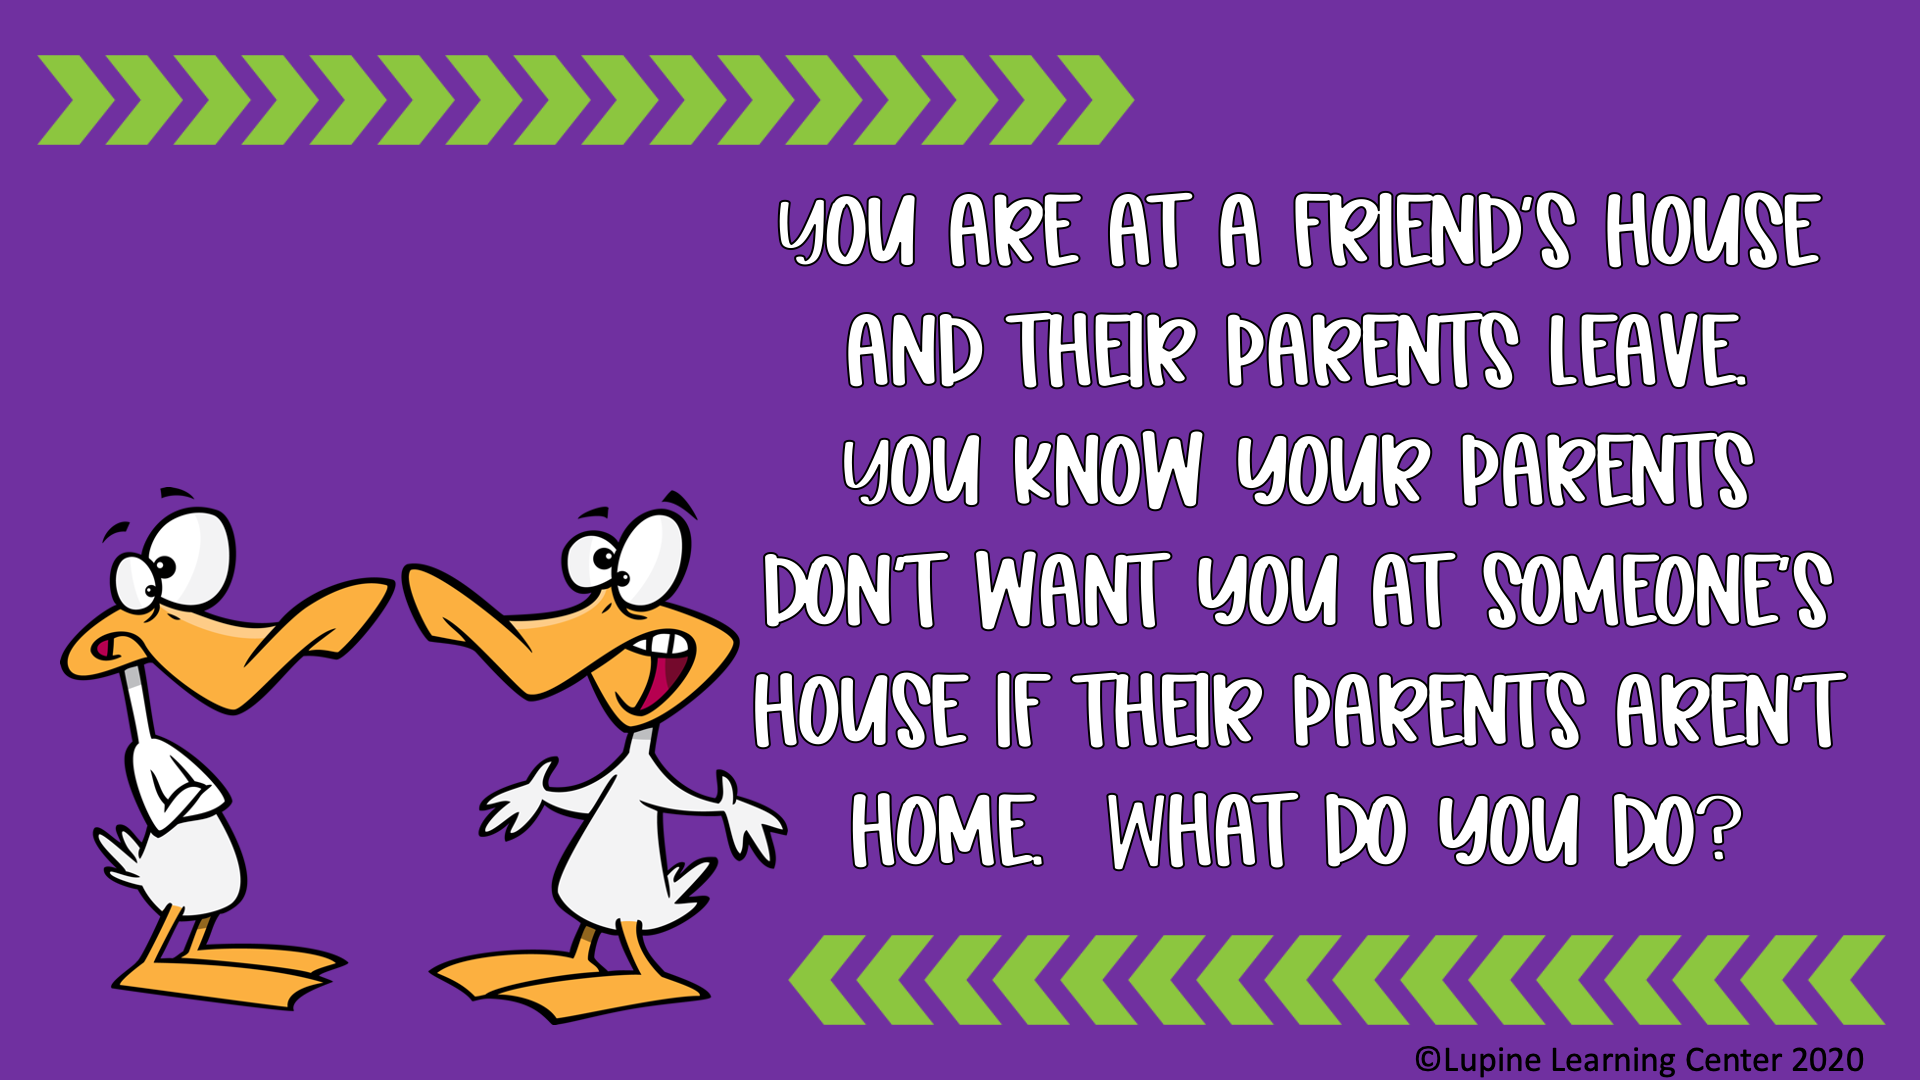 YOU ARE AT A FRIEND'S HOUSE
AND THEIR PARENTS LEAVE.
YOU KNOW YOUR PARENTS
DON'T WANT YOU AT SOMEONE'S
HOUSE IF THEIR PARENTS AREN'T
HOME.  WHAT DO YOU DO?
©Lupine Learning Center 2020